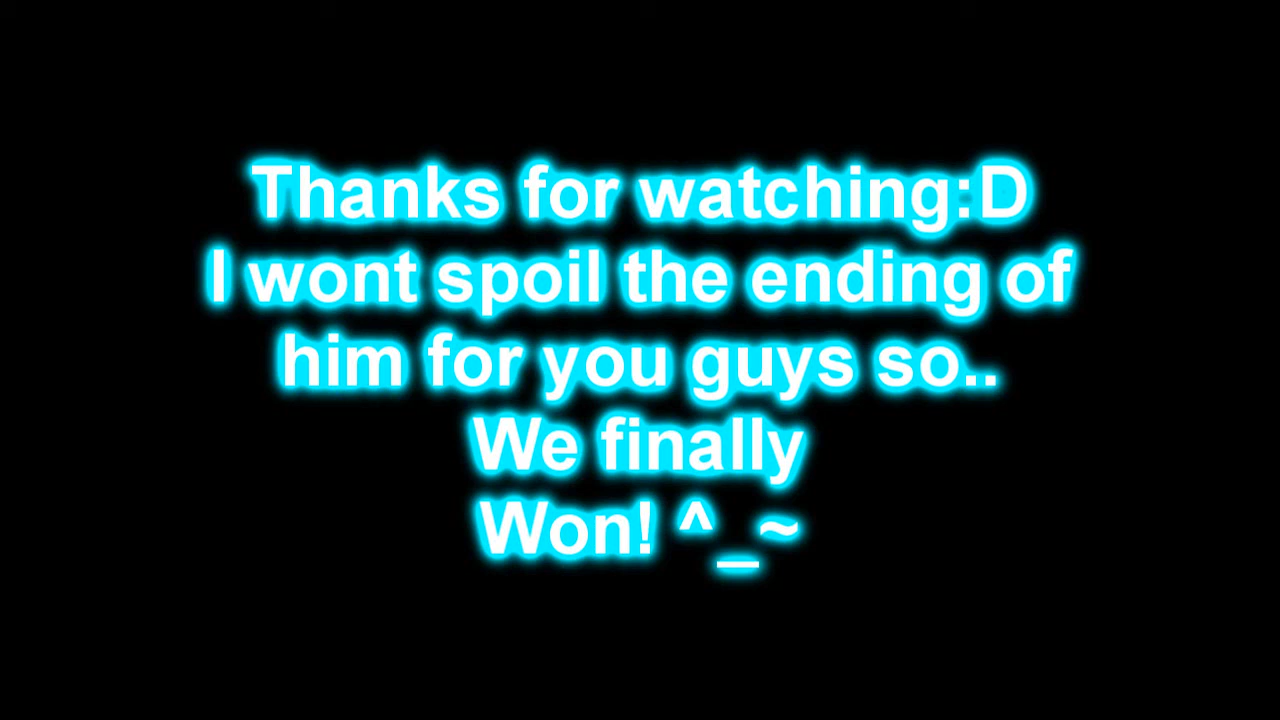 Thanks for watching:D
I wont spoil the ending of
him for you guys so..
We finally
Won! ^_~